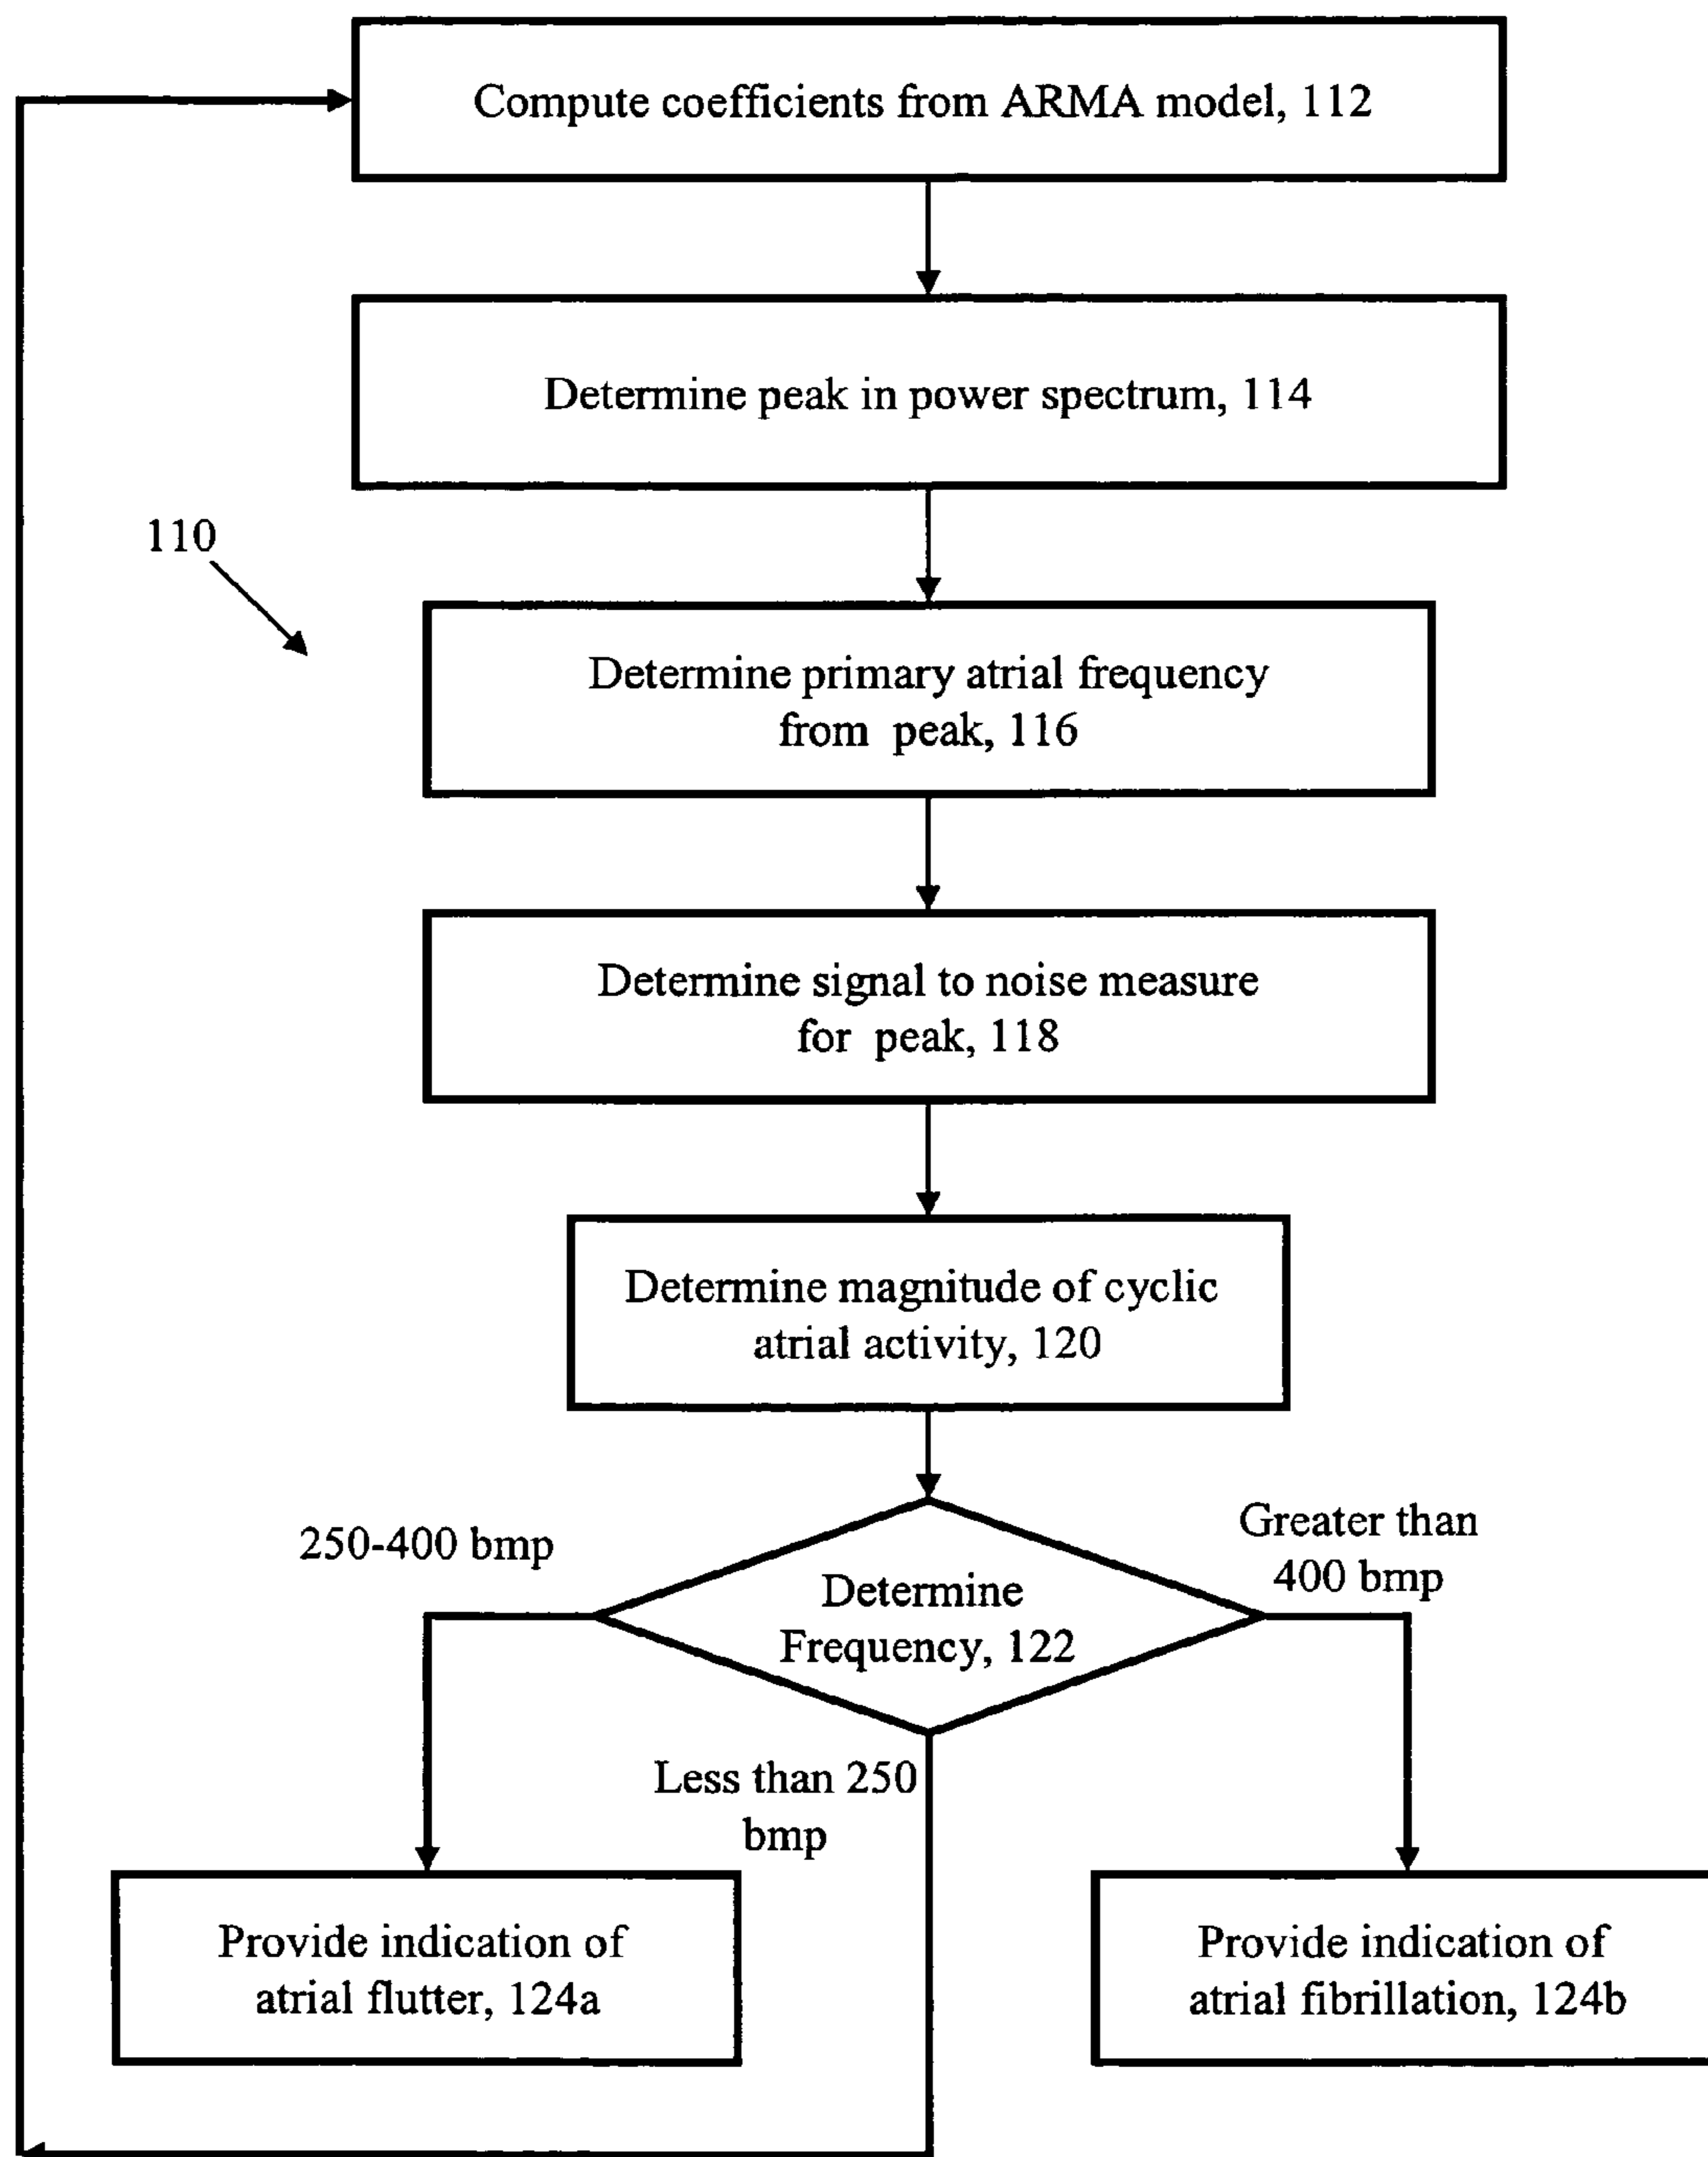 Compute coefficients from ARMA model, 112
Determine peak in power spectrum, 114
110
Determine primary atrial frequency
from peak, 116
Determine signal to noise measure
for peak, 118
Determine magnitude of cyclic
atrial activity, 120
250-400 bmp
Greater than
400 bmp
Determine
Frequency, 122
Less than 250
bmp
Provide indication of
atrial flutter, 124a
Provide indication of
atrial fibrillation, 124b